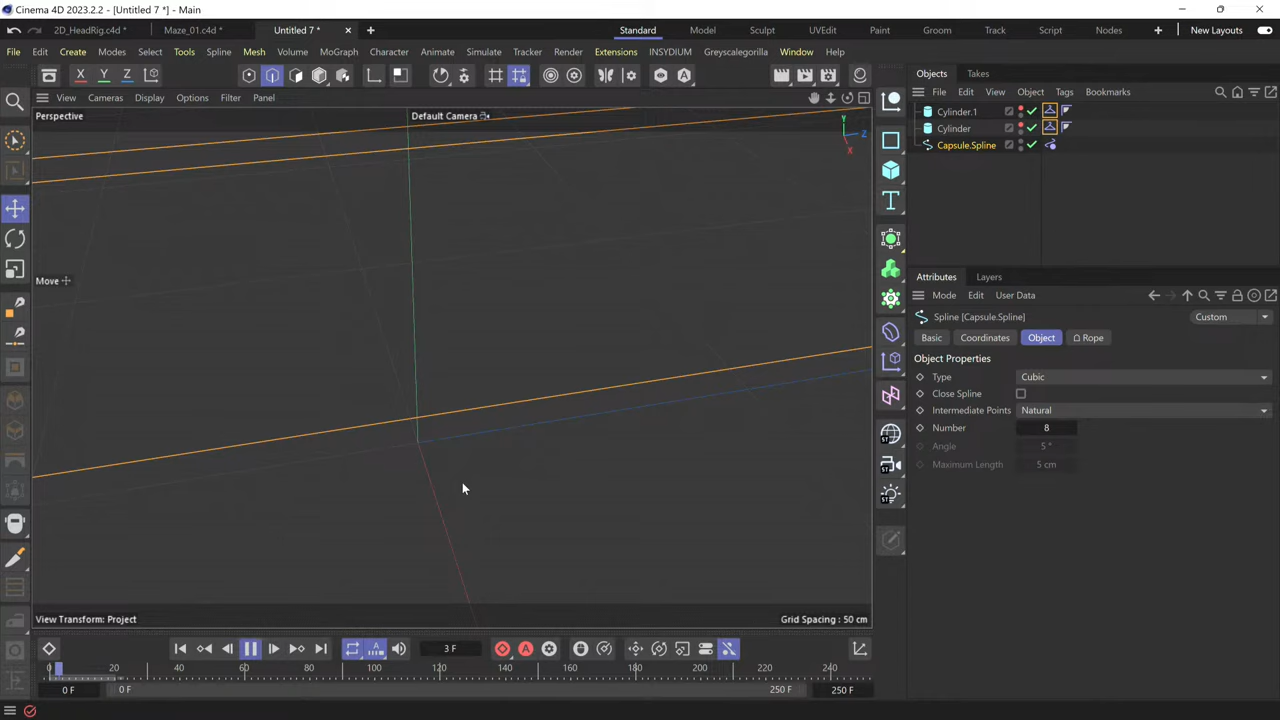 Cinema 4D 2023.2.2 - [Untitled 7 *] - Main
2D_HeadRig.c4d *
Maze_01.c4d *
Untitled 7 *
Standard
Model
Sculpt
UVEdit
Paint
Groom
Track
Script
Nodes
New Layouts
File
Edit
Create
Modes
Select
Tools
Spline
Mesh
Volume
MoGraph
Character
Animate
Simulate
Tracker
Render
Extensions
INSYDIUM
Greyscalegorilla
Window
Help
X
Y
Z
Objects
Takes
View
Cameras
Display
Options
Filter
Panel
File
Edit
View
Object
Tags
Bookmarks
Perspective
Default Camera
Y
Z
X
Cylinder.1
Cylinder
Capsule.Spline
Move
Attributes
Layers
Mode
Edit
User Data
Spline [Capsule.Spline]
Custom
Basic
Coordinates
Object
Rope
Object Properties
Type
Cubic
Close Spline
Intermediate Points
Natural
Number
8
Angle
5 °
Maximum Length
5 cm
ST
ST
ST
View Transform: Project
Grid Spacing : 50 cm
3 F
0
20
40
60
80
100
120
140
160
180
200
220
240
0 F
0 F
250 F
250 F